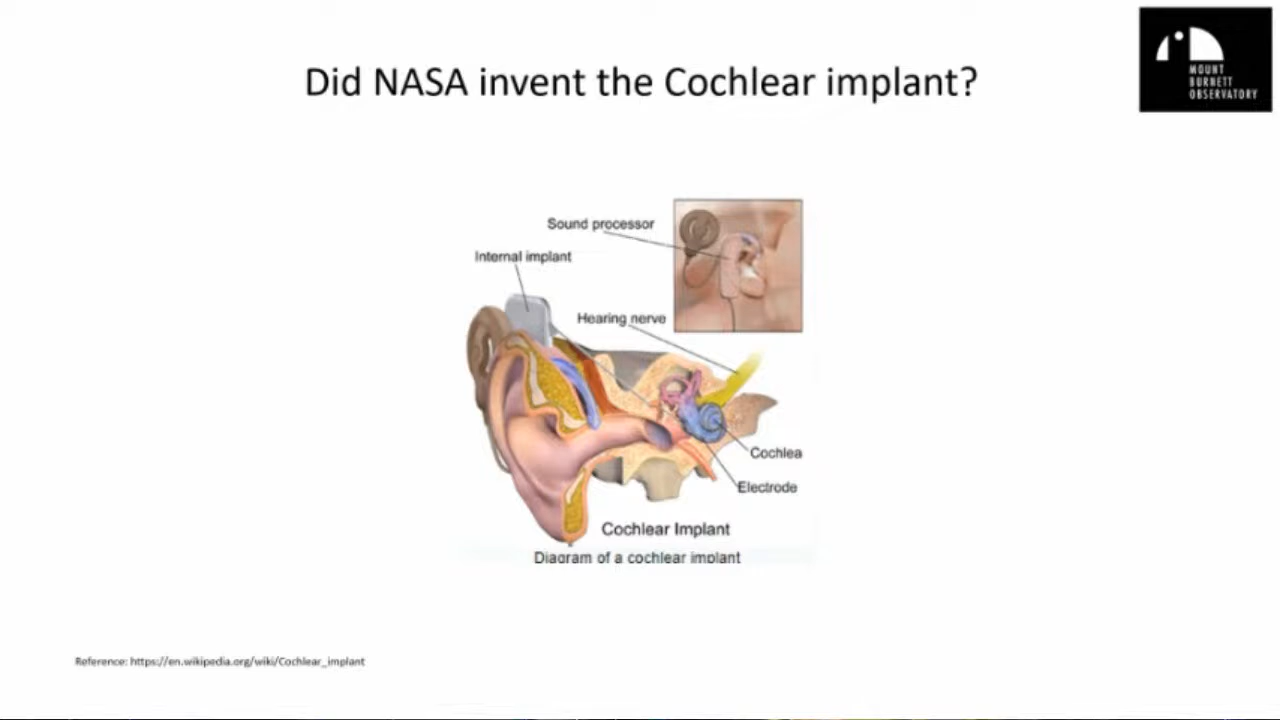 Did NASA invent the Cochlear implant?
MOUNT
BURNETT
OBSERVATORY
Sound processor
Internal implant
Hearing nerve
Cochlea
Electrode
Cochlear Implant
Diagram of a cochlear implant
Reference: https://en.wikipedia.org/wiki/Cochlear_implant